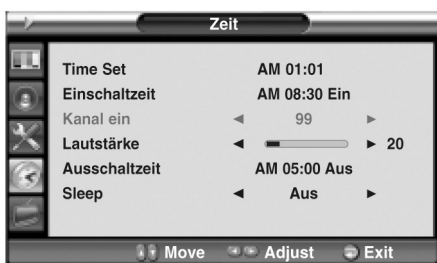 Zeit
Time Set AM 01:01
Einschaltzeit AM 08:30 Ein
Kanal ein 99
Lautstärke 20
Ausschaltzeit AM 05:00 Aus
Sleep Aus
Move Adjust Exit